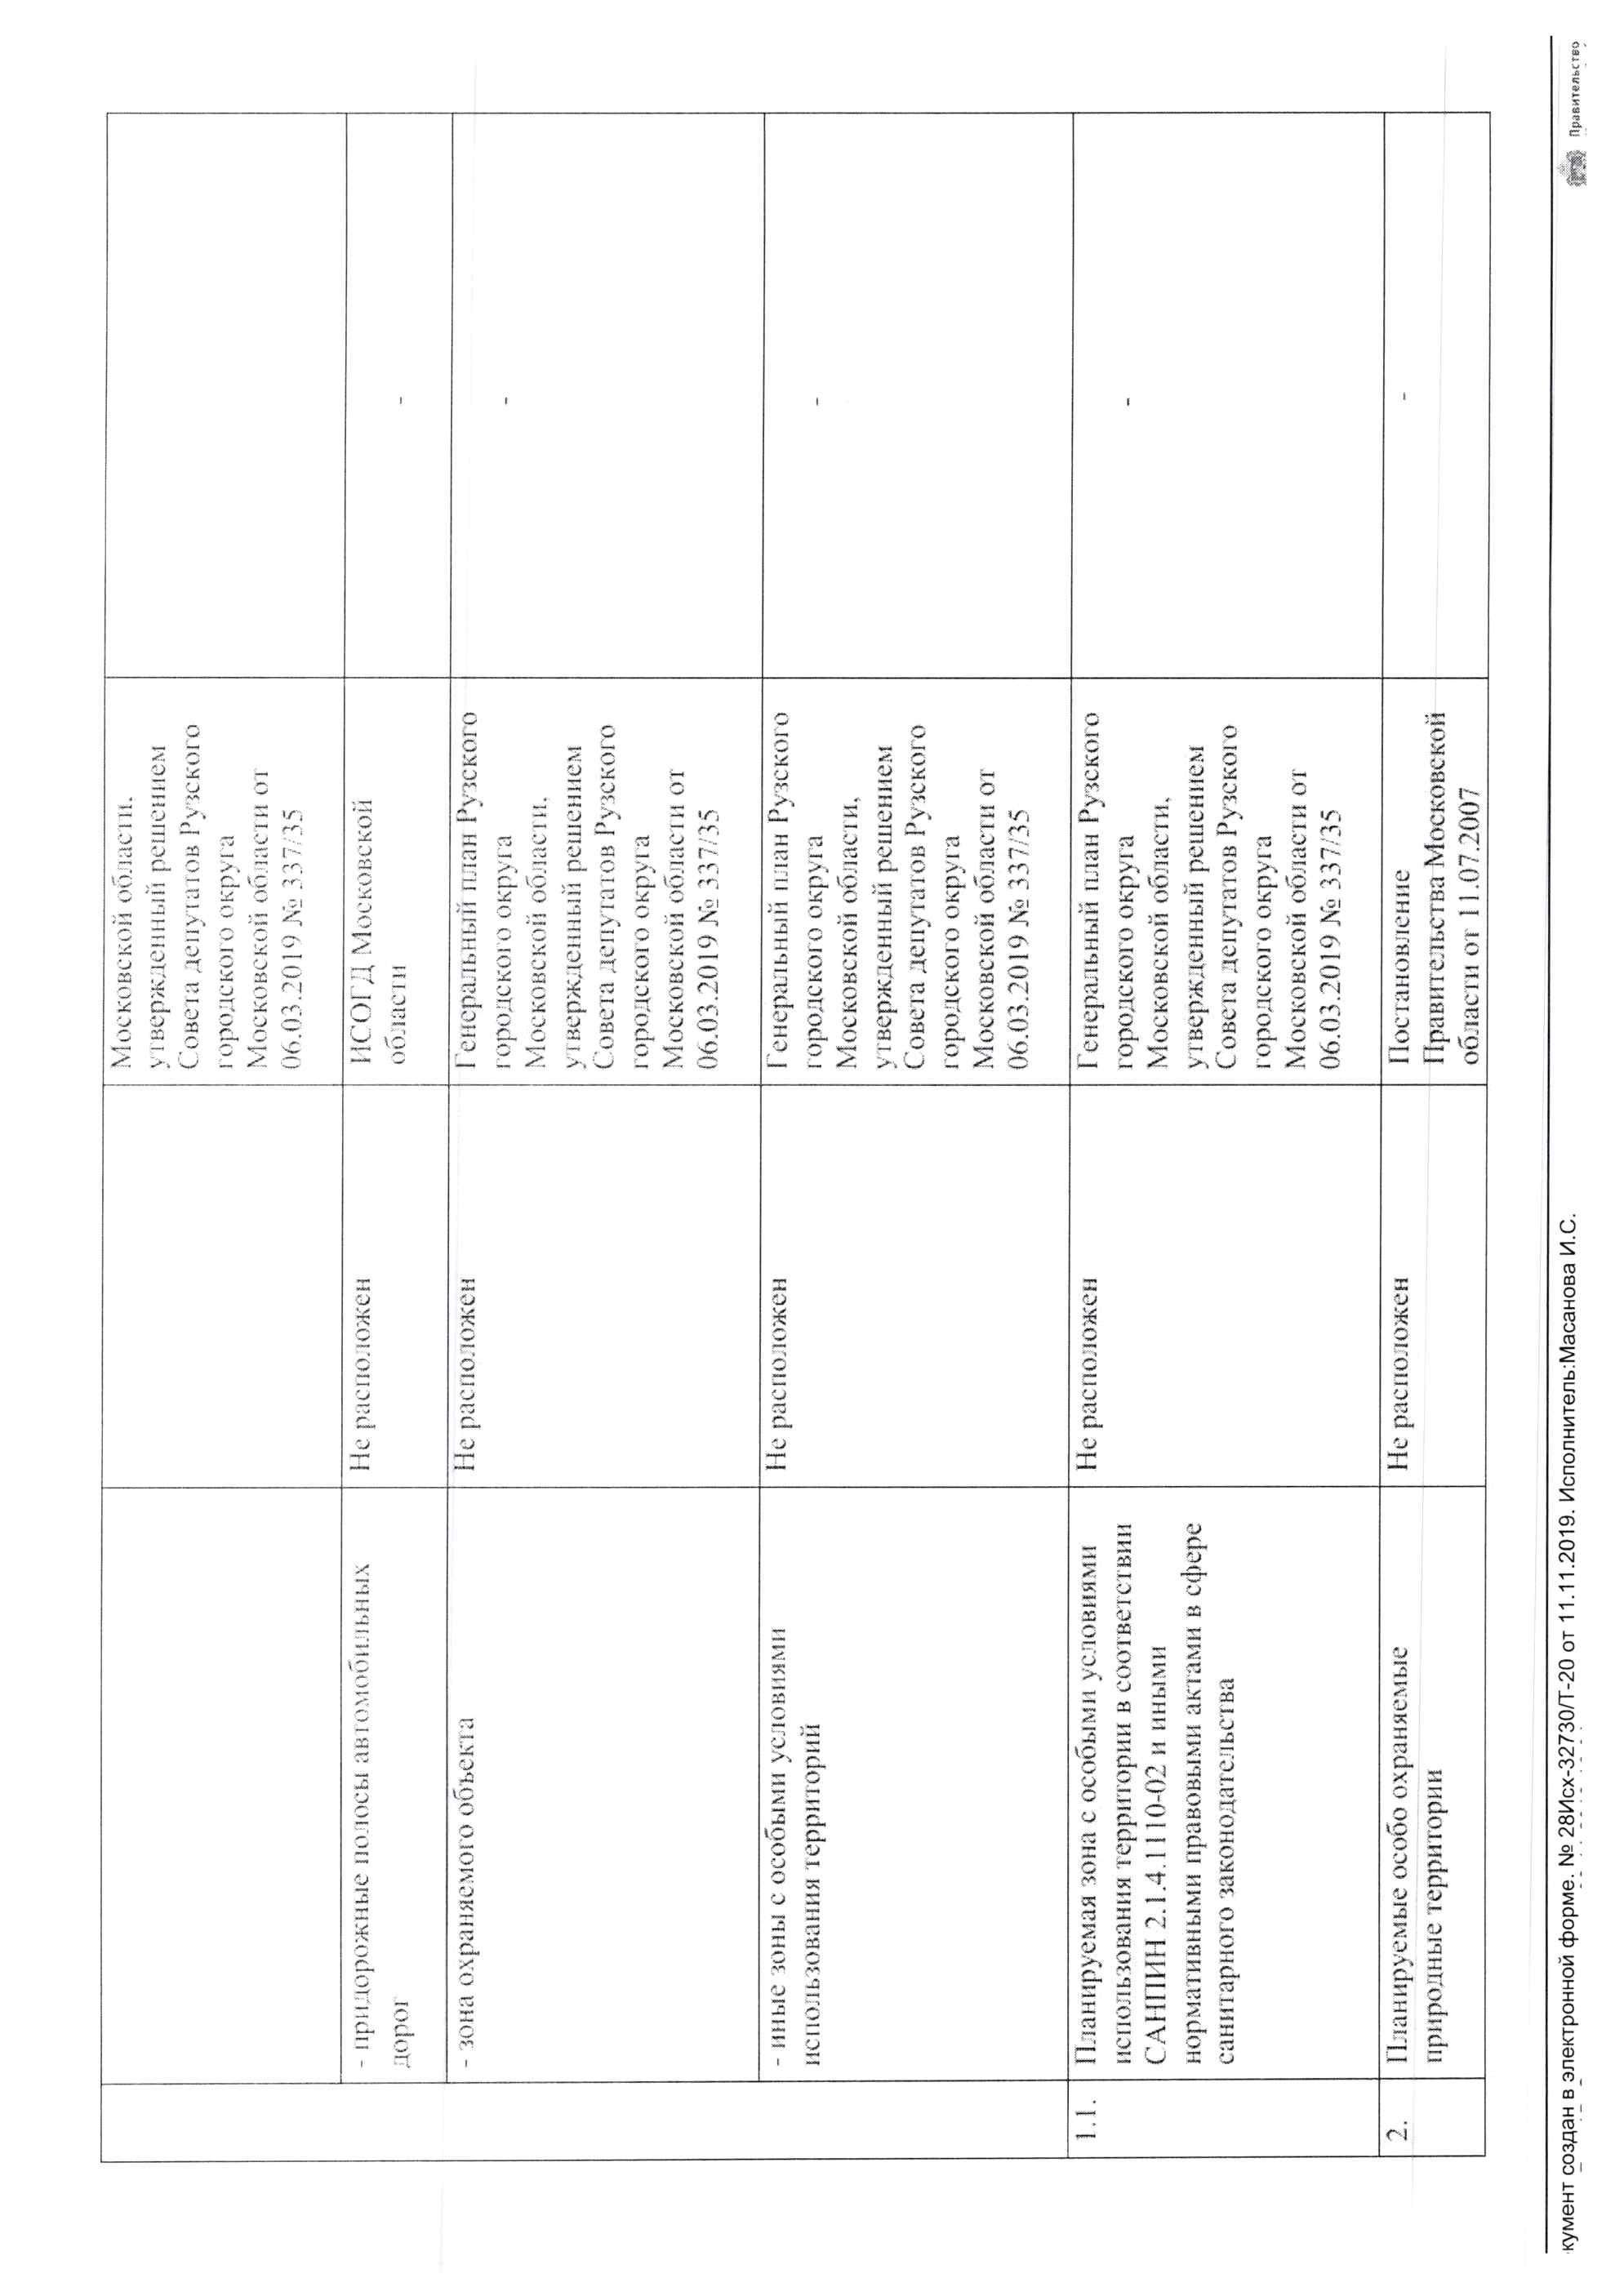 Московской области,
утвержденный решением
Совета депутатов Рузского
городского округа
Московской области от
06.03.2019 № 337/35
- придорожные полосы автомобильных
дорог
Не расположен
ИСОГД Московской
области
-
- зона охраняемого объекта
Не расположен
Генеральный план Рузского
городского округа
Московской области,
утвержденный решением
Совета депутатов Рузского
городского округа
Московской области от
06.03.2019 № 337/35
-
- иные зоны с особыми условиями
использования территорий
Не расположен
Генеральный план Рузского
городского округа
Московской области,
утвержденный решением
Совета депутатов Рузского
городского округа
Московской области от
06.03.2019 № 337/35
-
1.1.
Планируемая зона с особыми условиями
использования территории в соответствии
САНПИН 2.1.4.1110-02 и иными
нормативными правовыми актами в сфере
санитарного законодательства
Не расположен
Генеральный план Рузского
городского округа
Московской области,
утвержденный решением
Совета депутатов Рузского
городского округа
Московской области от
06.03.2019 № 337/35
-
2.
Планируемые особо охраняемые
природные территории
Не расположен
Постановление
Правительства Московской
области от 11.07.2007
-
кумент создан в электронной форме. № 28Исх-32730/Т-20 от 11.11.2019. Исполнитель:Масанова И.С.
Правительство